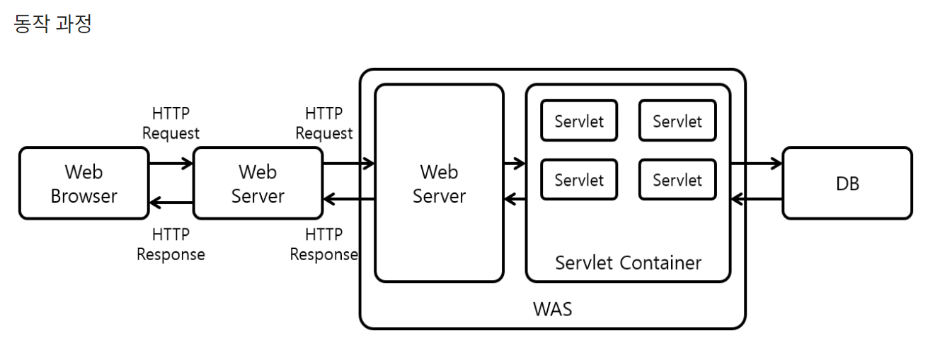 동작 과정
HTTP
Request
HTTP
Request
Web
Browser
Web
Server
HTTP
Response
HTTP
Response
Web
Server
Servlet
Servlet
Servlet
Servlet
Servlet Container
WAS
DB